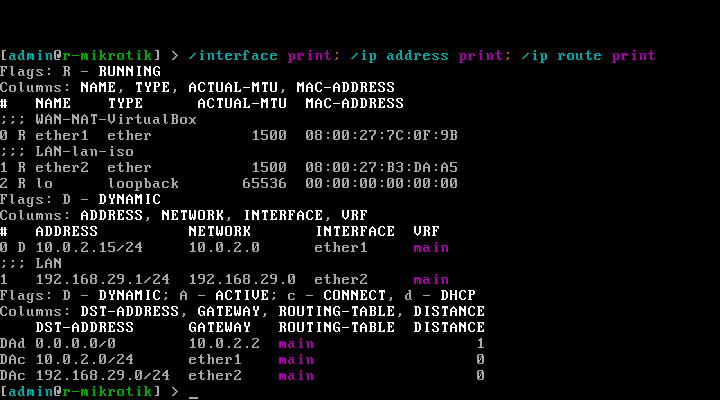 [admin@r-mikrotik] > /interface print; /ip address print; /ip route print
Flags: R - RUNNING
Columns: NAME, TYPE, ACTUAL-MTU, MAC-ADDRESS
#   NAME    TYPE      ACTUAL-MTU  MAC-ADDRESS
;;; WAN-NAT-VirtualBox
0 R ether1  ether           1500  08:00:27:7C:0F:9B
;;; LAN-lan-iso
1 R ether2  ether           1500  08:00:27:B3:DA:A5
2 R lo      loopback       65536  00:00:00:00:00:00
Flags: D - DYNAMIC
Columns: ADDRESS, NETWORK, INTERFACE, VRF
#   ADDRESS          NETWORK       INTERFACE  VRF
0 D 10.0.2.15/24     10.0.2.0      ether1     main
;;; LAN
1   192.168.29.1/24  192.168.29.0  ether2     main
Flags: D - DYNAMIC; A - ACTIVE; c - CONNECT, d - DHCP
Columns: DST-ADDRESS, GATEWAY, ROUTING-TABLE, DISTANCE
    DST-ADDRESS      GATEWAY   ROUTING-TABLE  DISTANCE
DAd 0.0.0.0/0        10.0.2.2  main                  1
DAc 10.0.2.0/24      ether1    main                  0
DAc 192.168.29.0/24  ether2    main                  0
[admin@r-mikrotik] > _